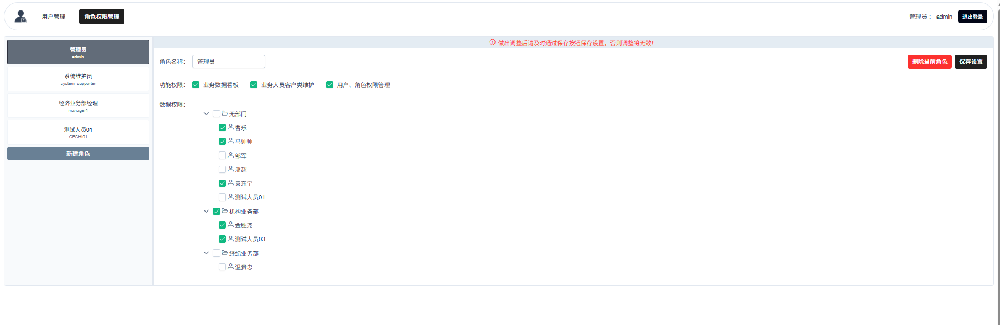 用户管理 角色权限管理 管理员： admin 退出登录
管理员
admin
系统维护员
system_supporter
经济业务部经理
manager1
测试人员01
CESHI01
新建角色
做出调整后请及时通过保存按钮保存设置，否则调整将无效！
角色名称： 管理员 删除当前角色 保存设置
功能权限： 业务数据看板 业务人员客户类维护 用户、角色权限管理
数据权限：
无部门
曹乐
马帅帅
邹军
潘超
袁东宁
测试人员01
机构业务部
金胜尧
测试人员03
经纪业务部
温贵忠